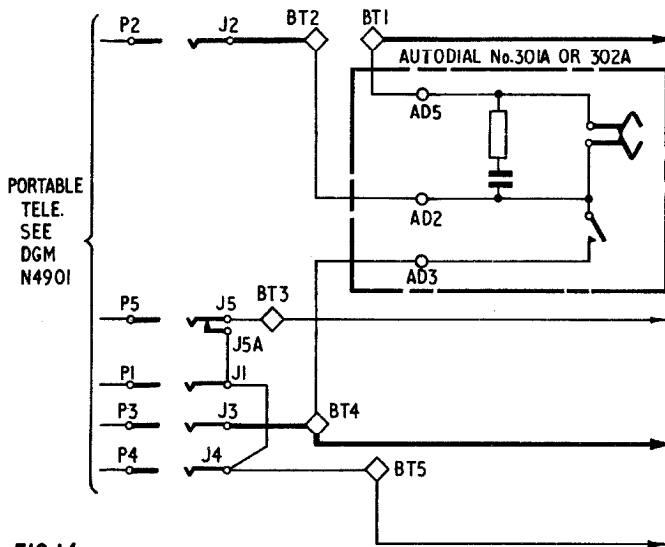 P2 J2 BT2 BT1
AUTODIAL No.301A OR 302A
AD5
AD2
AD3
PORTABLE
TELE.
SEE
DGM
N4901
P5 J5 BT3
J5A
P1 J1
P3 J3 BT4
P4 J4 BT5